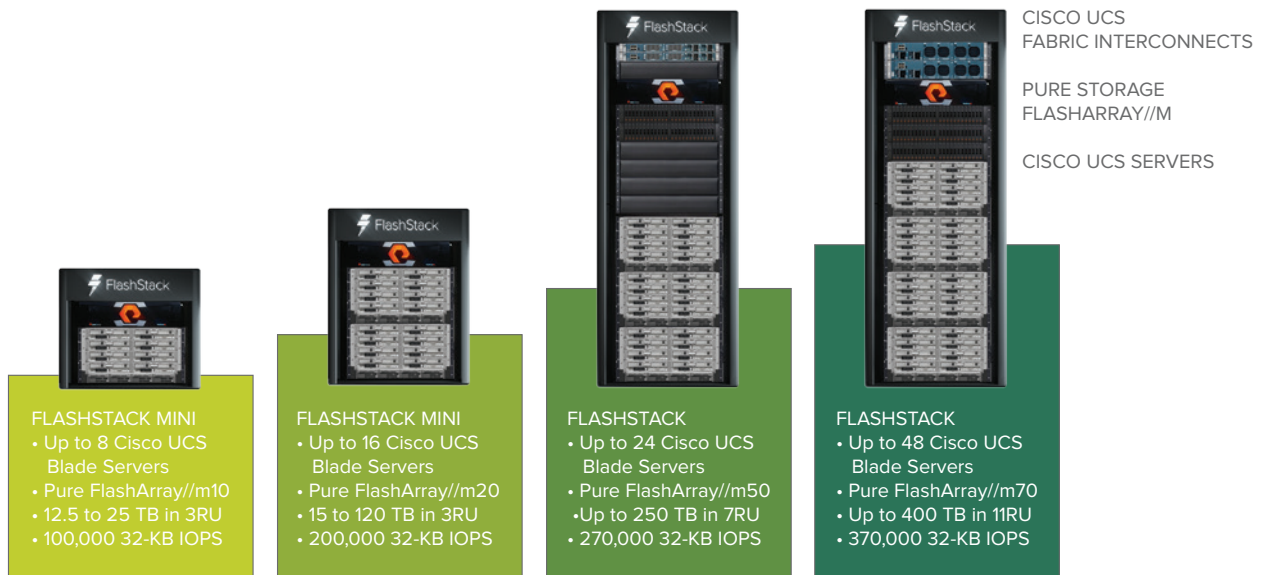 FlashStack
FlashStack
FlashStack
FlashStack
CISCO UCS
FABRIC INTERCONNECTS
PURE STORAGE
FLASHARRAY//M
CISCO UCS SERVERS
FLASHSTACK MINI
• Up to 8 Cisco UCS
Blade Servers
• Pure FlashArray//m10
• 12.5 to 25 TB in 3RU
• 100,000 32-KB IOPS
FLASHSTACK MINI
• Up to 16 Cisco UCS
Blade Servers
• Pure FlashArray//m20
• 15 to 120 TB in 3RU
• 200,000 32-KB IOPS
FLASHSTACK
• Up to 24 Cisco UCS
Blade Servers
• Pure FlashArray//m50
•Up to 250 TB in 7RU
• 270,000 32-KB IOPS
FLASHSTACK
• Up to 48 Cisco UCS
Blade Servers
• Pure FlashArray//m70
• Up to 400 TB in 11RU
• 370,000 32-KB IOPS